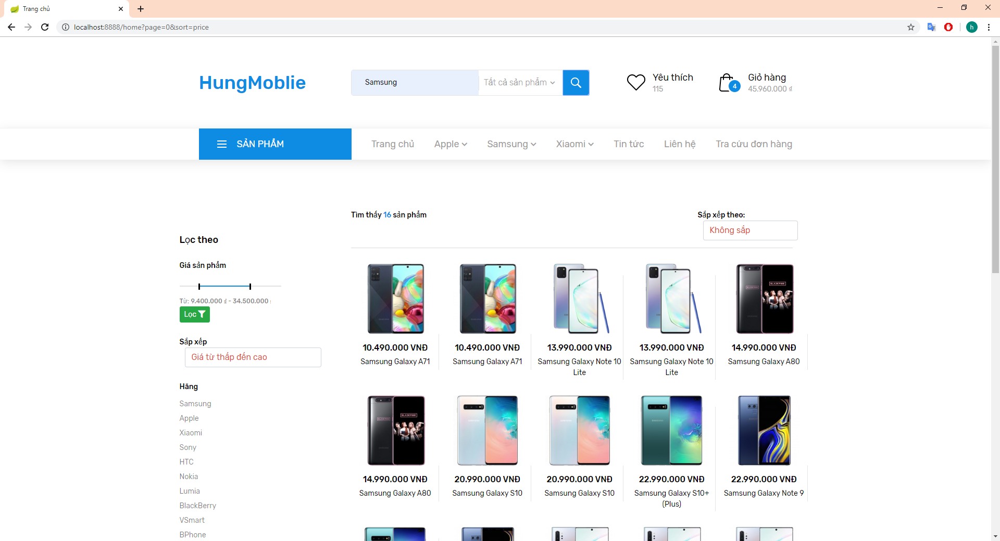 Trang chủ
localhost:8888/home?page=0&sort=price
h
HungMoblie
Samsung
Tất cả sản phẩm
Yêu thích
115
4
Giỏ hàng
45.960.000 ₫
SẢN PHẨM
Trang chủ
Apple
Samsung
Xiaomi
Tin tức
Liên hệ
Tra cứu đơn hàng
Tìm thấy 16 sản phẩm
Sắp xếp theo:
Không sắp
Lọc theo
Giá sản phẩm
Từ: 9.400.000 ₫ - 34.500.000
Lọc
Sắp xếp
Giá từ thấp đến cao
Hãng
Samsung
Apple
Xiaomi
Sony
HTC
Nokia
Lumia
BlackBerry
VSmart
BPhone
10.490.000 VNĐ
Samsung Galaxy A71
10.490.000 VNĐ
Samsung Galaxy A71
13.990.000 VNĐ
Samsung Galaxy Note 10
Lite
13.990.000 VNĐ
Samsung Galaxy Note 10
Lite
14.990.000 VNĐ
Samsung Galaxy A80
14.990.000 VNĐ
Samsung Galaxy A80
20.990.000 VNĐ
Samsung Galaxy S10
20.990.000 VNĐ
Samsung Galaxy S10
22.990.000 VNĐ
Samsung Galaxy S10+
(Plus)
22.990.000 VNĐ
Samsung Galaxy Note 9